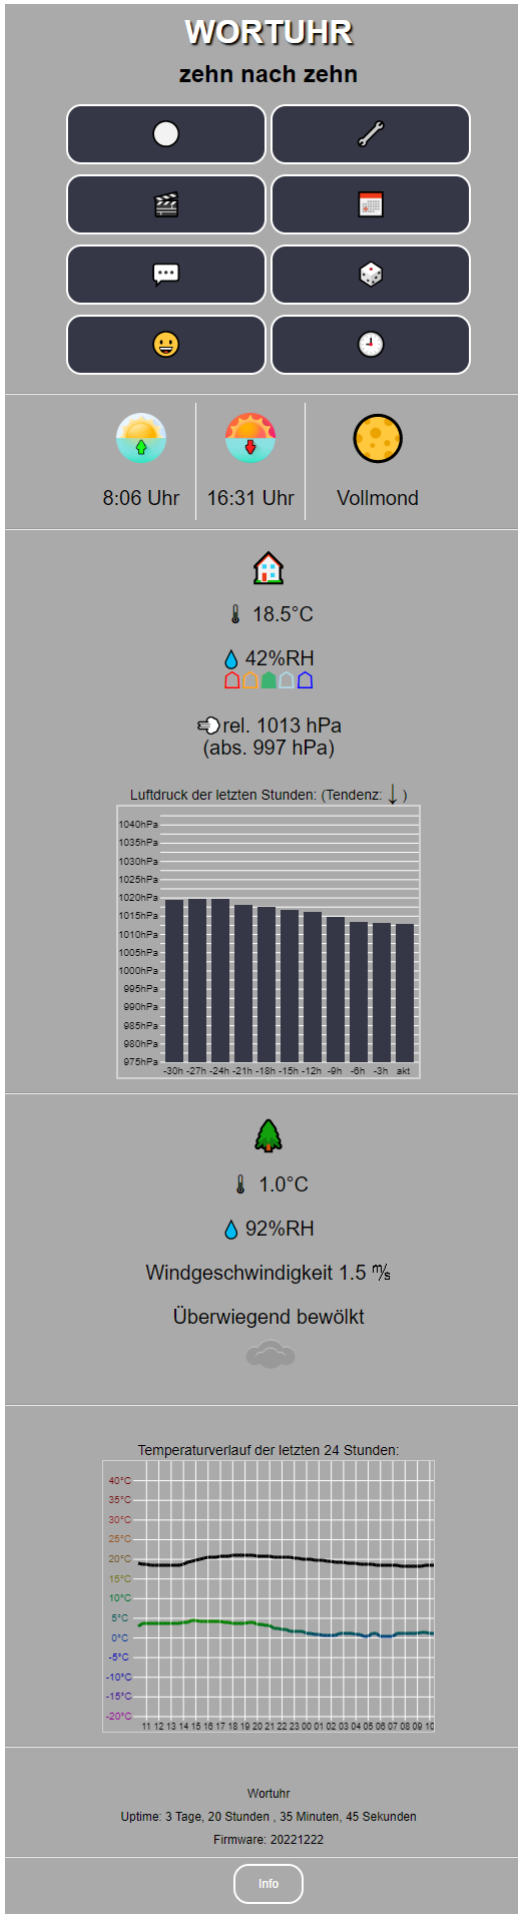 WORTUHR
zehn nach zehn
8:06 Uhr
16:31 Uhr
Vollmond
18.5°C
42%RH
rel. 1013 hPa
(abs. 997 hPa)
Luftdruck der letzten Stunden: (Tendenz: ↓)
1040hPa
1035hPa
1030hPa
1025hPa
1020hPa
1015hPa
1010hPa
1005hPa
1000hPa
995hPa
990hPa
985hPa
980hPa
975hPa
-30h -27h -24h -21h -18h -15h -12h -9h -6h -3h akt
1.0°C
92%RH
Windgeschwindigkeit 1.5 m/s
Überwiegend bewölkt
Temperaturverlauf der letzten 24 Stunden:
40°C
35°C
30°C
25°C
20°C
15°C
10°C
5°C
0°C
-5°C
-10°C
-15°C
-20°C
11 12 13 14 15 16 17 18 19 20 21 22 23 00 01 02 03 04 05 06 07 08 09 10
Wortuhr
Uptime: 3 Tage, 20 Stunden , 35 Minuten, 45 Sekunden
Firmware: 20221222
Info